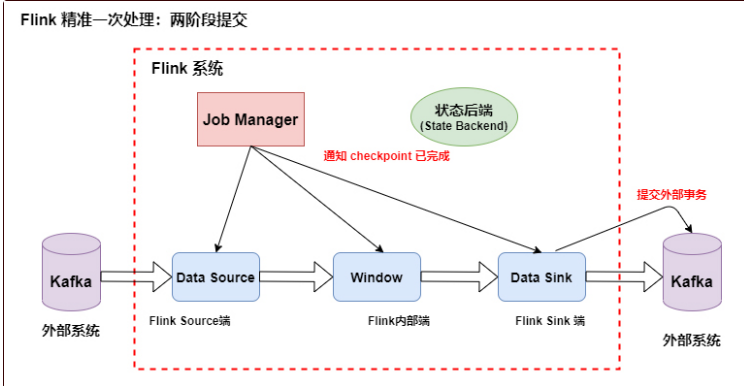 Flink 精准一次处理：两阶段提交
Flink 系统
Job Manager
状态后端
(State Backend)
通知 checkpoint 已完成
提交外部事务
Kafka
Data Source
Window
Data Sink
Kafka
外部系统
Flink Source端
Flink内部端
Flink Sink 端
外部系统